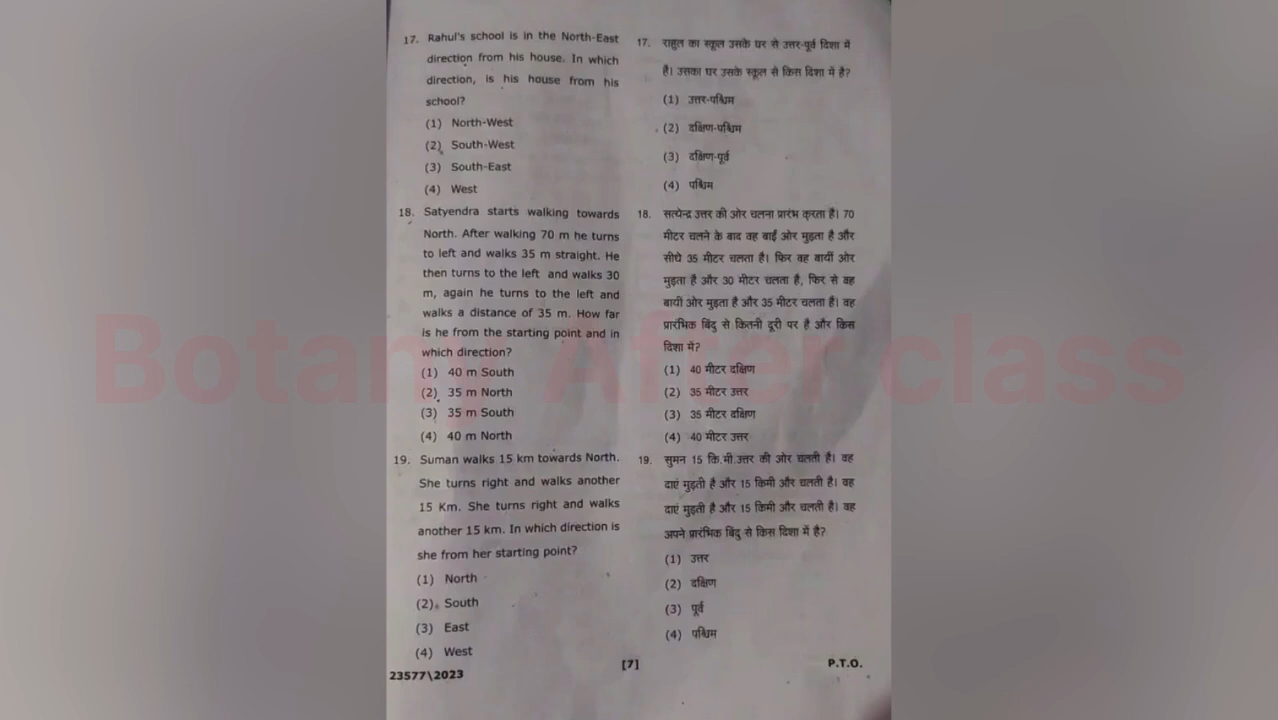 17. Rahul's school is in the North-East
direction from his house. In which
direction, is his house from his
school?
(1) North-West
(2) South-West
(3) South-East
(4) West
18. Satyendra starts walking towards
North. After walking 70 m he turns
to left and walks 35 m straight. He
then turns to the left and walks 30
m, again he turns to the left and
walks a distance of 35 m. How far
is he from the starting point and in
which direction?
(1) 40 m South
(2) 35 m North
(3) 35 m South
(4) 40 m North
19. Suman walks 15 km towards North.
She turns right and walks another
15 Km. She turns right and walks
another 15 km. In which direction is
she from her starting point?
(1) North
(2) South
(3) East
(4) West
17. राहुल का स्कूल उसके घर से उत्तर-पूर्व दिशा में
है। उसका घर उसके स्कूल से किस दिशा में है?
(1) उत्तर-पश्चिम
(2) दक्षिण-पश्चिम
(3) दक्षिण-पूर्व
(4) पश्चिम
18. सत्येन्द्र उत्तर की ओर चलना प्रारंभ करता है। 70
मीटर चलने के बाद वह बाईं ओर मुड़ता है और
सीधे 35 मीटर चलता है। फिर वह बायीं ओर
मुड़ता है और 30 मीटर चलता है, फिर से वह
बायीं ओर मुड़ता है और 35 मीटर चलता है। वह
प्रारंभिक बिंदु से कितनी दूरी पर है और किस
दिशा में?
(1) 40 मीटर दक्षिण
(2) 35 मीटर उत्तर
(3) 35 मीटर दक्षिण
(4) 40 मीटर उत्तर
19. सुमन 15 कि.मी.उत्तर की ओर चलती है। वह
दाएं मुड़ती है और 15 किमी और चलती है। वह
दाएं मुड़ती है और 15 किमी और चलती है। वह
अपने प्रारंभिक बिंदु से किस दिशा में है?
(1) उत्तर
(2) दक्षिण
(3) पूर्व
(4) पश्चिम
23577\2023
[7]
P.T.O.
Botany After class